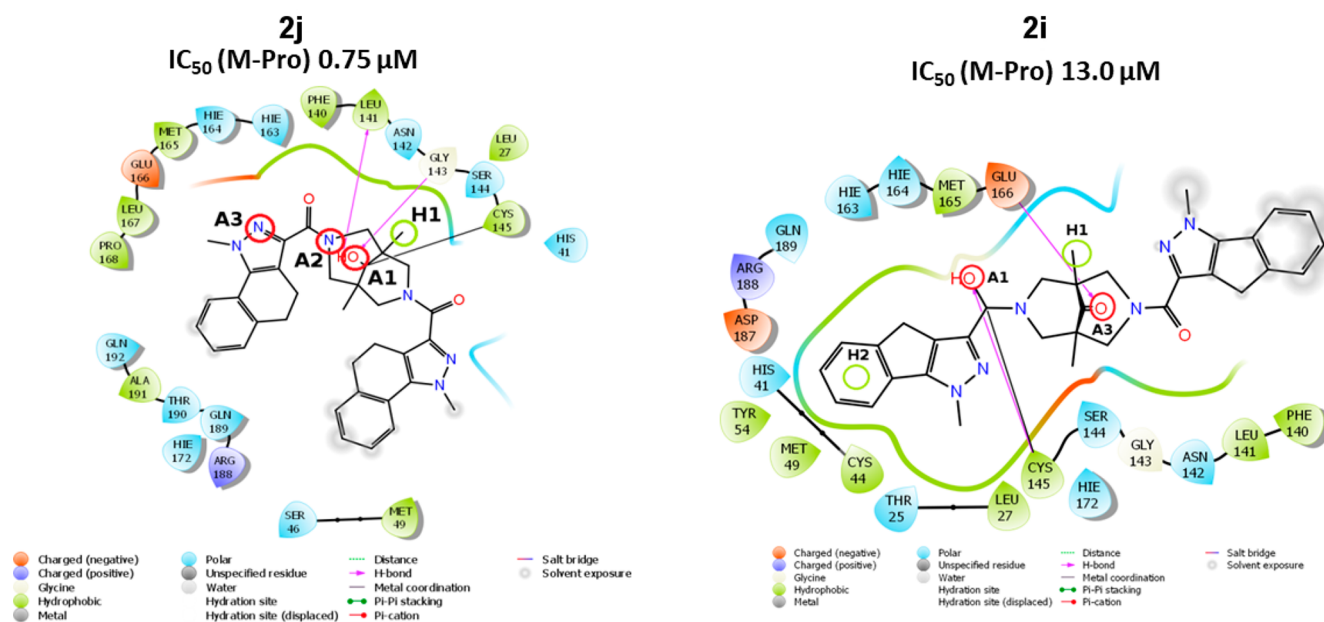 2j
IC50 (M-Pro) 0.75 µM
PHE 140
LEU 141
HIE 164
HIE 163
ASN 142
LEU 27
MET 165
GLY 143
GLU 166
SER 144
H1
LEU 167
A3
N
O
N
HO
CYS 145
PRO 168
N
A2
A1
HIS 41
N
O
GLN 192
ALA 191
N
N
THR 190
GLN 189
HIE 172
ARG 188
SER 46
MET 49
Charged (negative)
Charged (positive)
Glycine
Hydrophobic
Metal
Polar
Unspecified residue
Water
Hydration site
Hydration site (displaced)
Distance
H-bond
Metal coordination
Pi-Pi stacking
Pi-cation
Salt bridge
Solvent exposure
2i
IC50 (M-Pro) 13.0 µM
HIE 163
HIE 164
MET 165
GLU 166
GLN 189
H1
N
N
ARG 188
HO
A1
ASP 187
N
O
N
A3
O
H2
N
N
HIS 41
TYR 54
MET 49
CYS 44
SER 144
GLY 143
ASN 142
LEU 141
PHE 140
CYS 145
THR 25
LEU 27
HIE 172
Charged (negative)
Charged (positive)
Glycine
Hydrophobic
Metal
Polar
Unspecified residue
Water
Hydration site
Hydration site (displaced)
Distance
H-bond
Metal coordination
Pi-Pi stacking
Pi-cation
Salt bridge
Solvent exposure